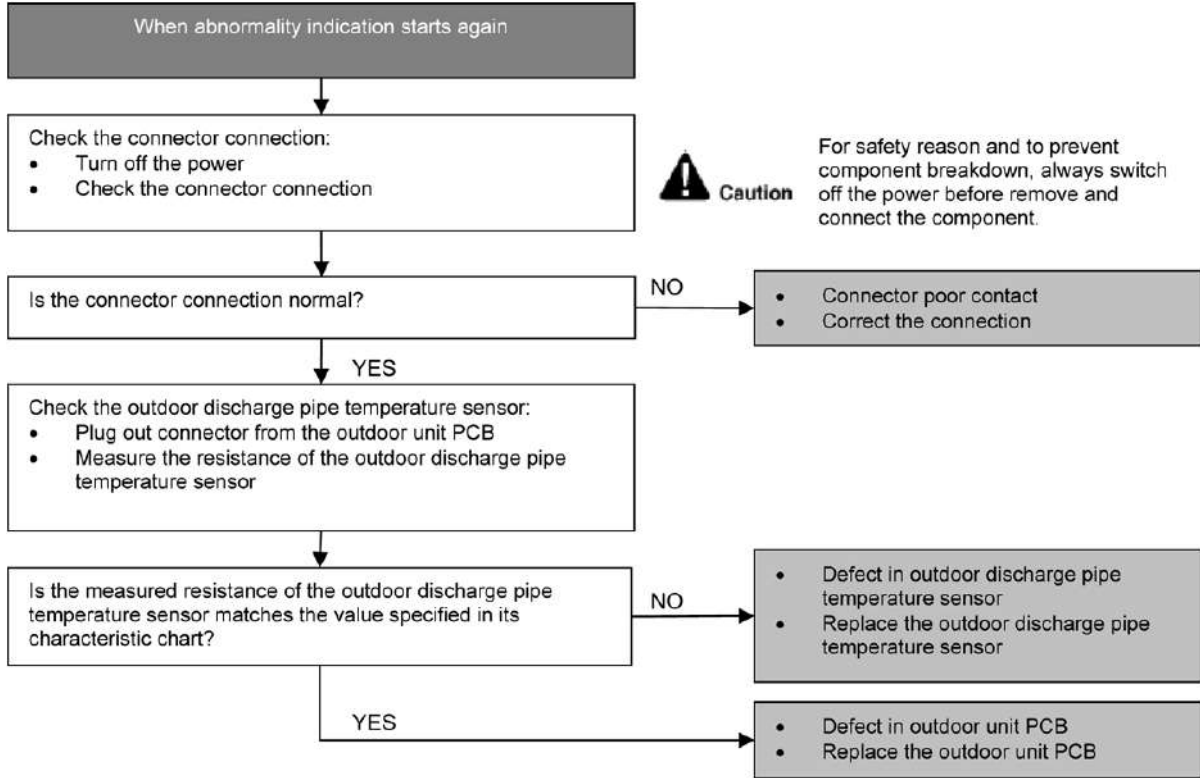 When abnormality indication starts again
Check the connector connection:
• Turn off the power
• Check the connector connection
Caution
For safety reason and to prevent
component breakdown, always switch
off the power before remove and
connect the component.
Is the connector connection normal?
NO
• Connector poor contact
• Correct the connection
YES
Check the outdoor discharge pipe temperature sensor:
• Plug out connector from the outdoor unit PCB
• Measure the resistance of the outdoor discharge pipe
temperature sensor
Is the measured resistance of the outdoor discharge pipe
temperature sensor matches the value specified in its
characteristic chart?
NO
• Defect in outdoor discharge pipe
temperature sensor
• Replace the outdoor discharge pipe
temperature sensor
YES
• Defect in outdoor unit PCB
• Replace the outdoor unit PCB